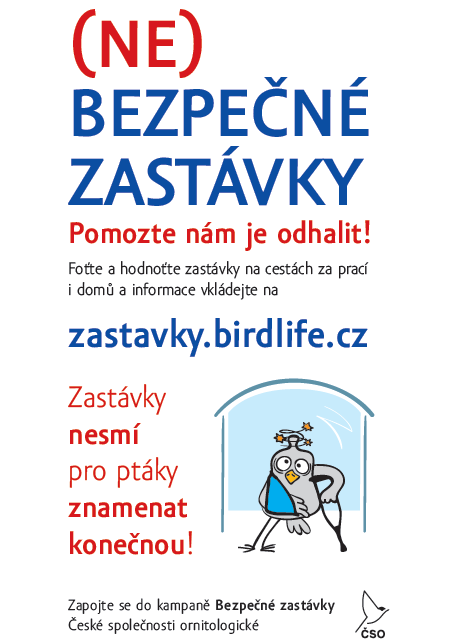 (NE)
BEZPEČNÉ
ZASTÁVKY
Pomozte nám je odhalit!
Foťte a hodnoťte zastávky na cestách za prací
i domů a informace vkládejte na
zastavky.birdlife.cz
Zastávky
nesmí
pro ptáky
znamenat
konečnou!
Zapojte se do kampaně Bezpečné zastávky
České společnosti ornitologické
ČSO